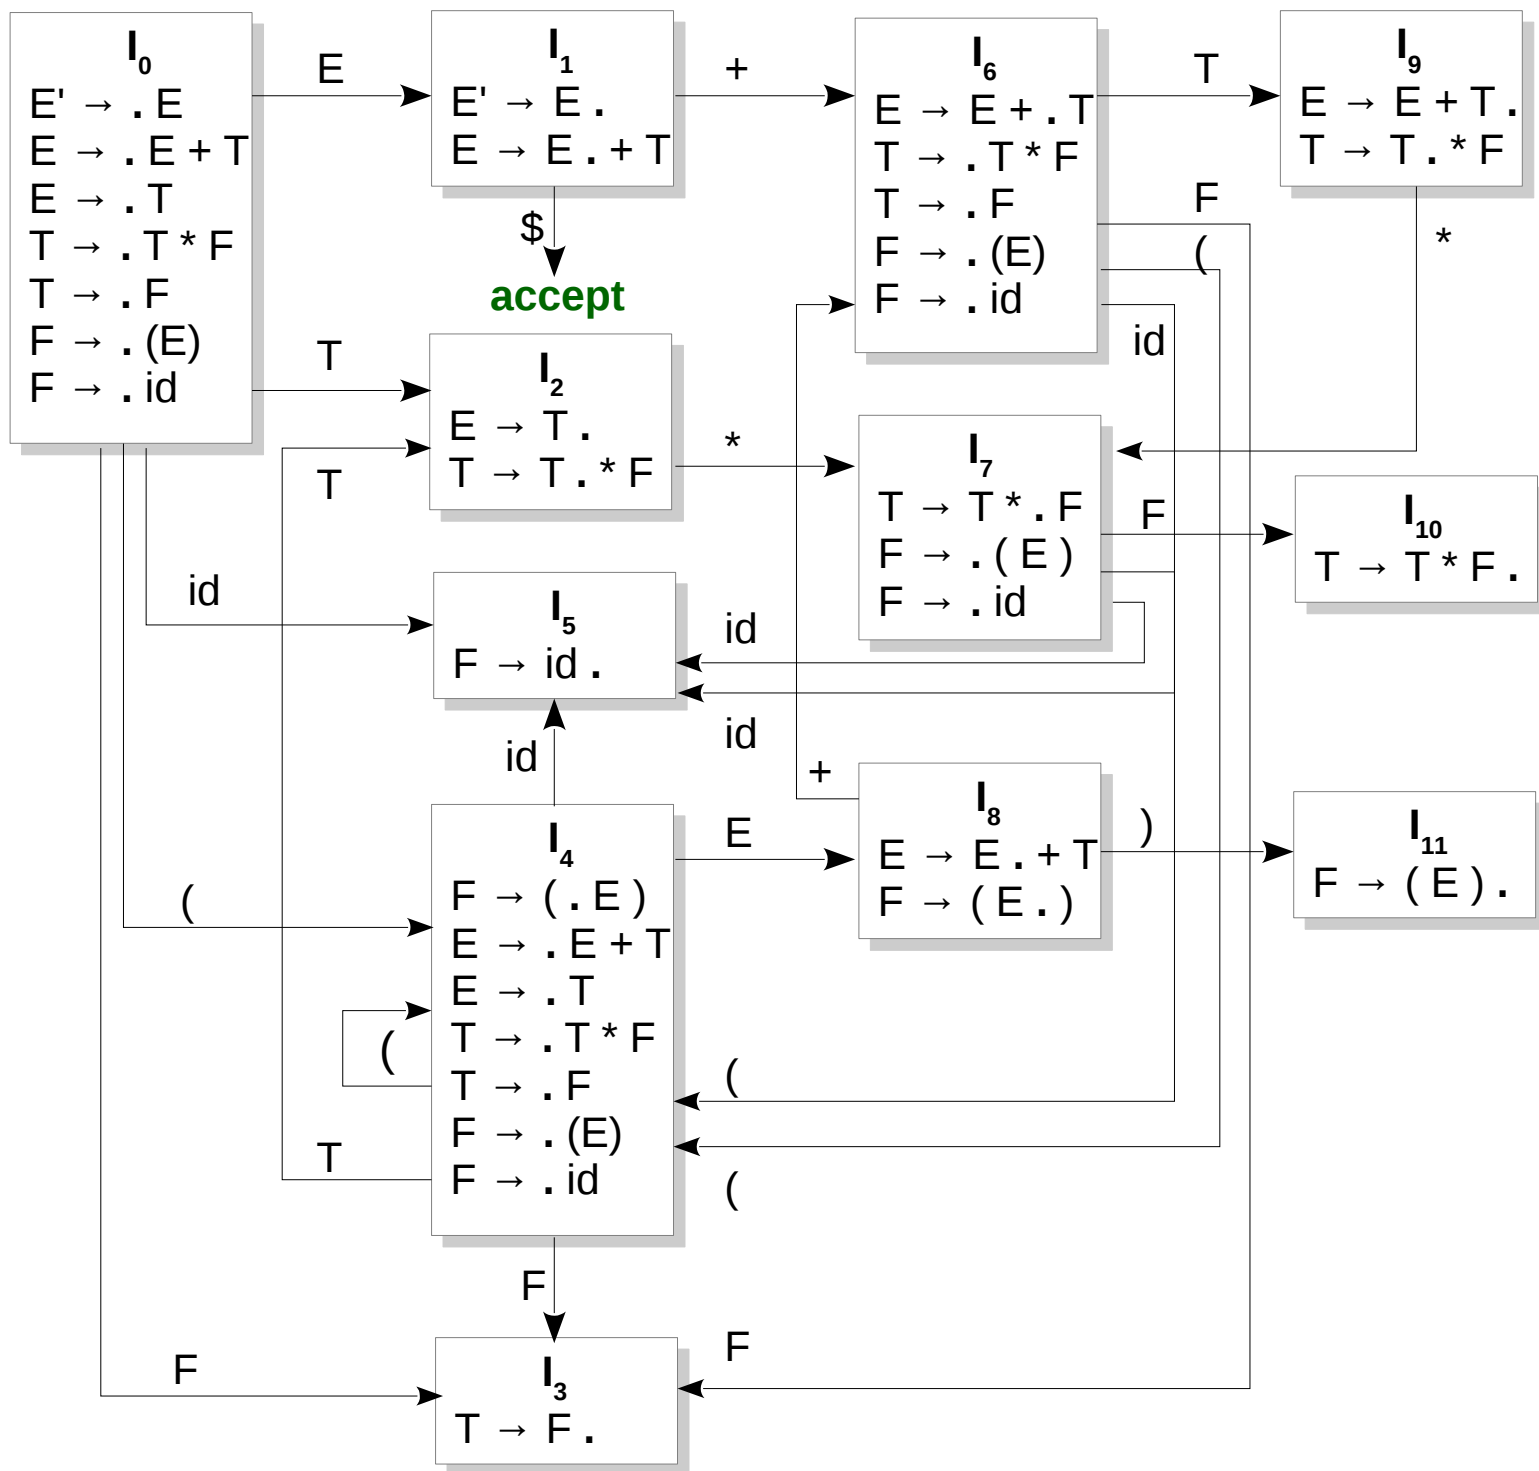 I0
E' → . E
E → . E + T
E → . T
T → . T * F
T → . F
F → . (E)
F → . id
E
I1
E' → E .
E → E . + T
$
accept
+
I6
E → E + . T
T → . T * F
T → . F
F → . (E)
F → . id
T
I9
E → E + T .
T → T . * F
F
(
id
*
T
I2
E → T .
T → T . * F
T
*
I7
T → T * . F
F → . ( E )
F → . id
F
I10
T → T * F .
id
I5
F → id .
id
id
id
+
I8
E → E . + T
F → ( E . )
)
I11
F → ( E ) .
(
I4
F → ( . E )
E → . E + T
E → . T
T → . T * F
T → . F
F → . (E)
F → . id
E
(
T
(
(
F
F
I3
T → F .
F